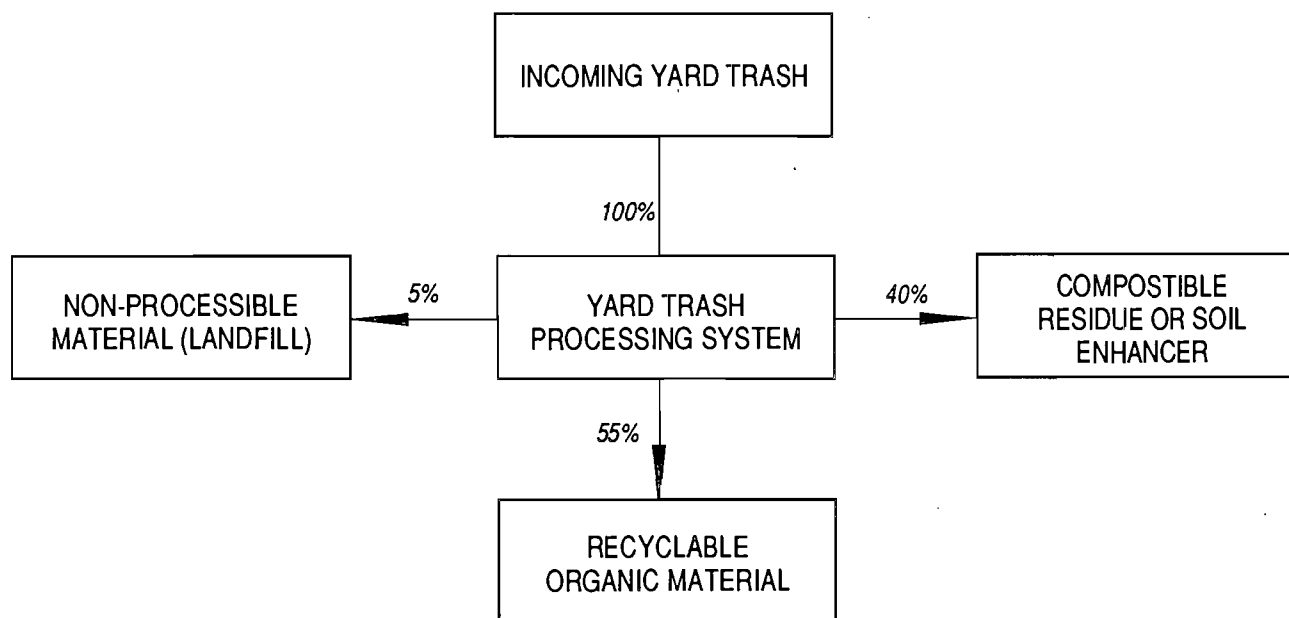 INCOMING YARD TRASH
100%
NON-PROCESSIBLE
MATERIAL (LANDFILL)
5%
YARD TRASH
PROCESSING SYSTEM
40%
COMPOSTIBLE
RESIDUE OR SOIL
ENHANCER
55%
RECYCLABLE
ORGANIC MATERIAL